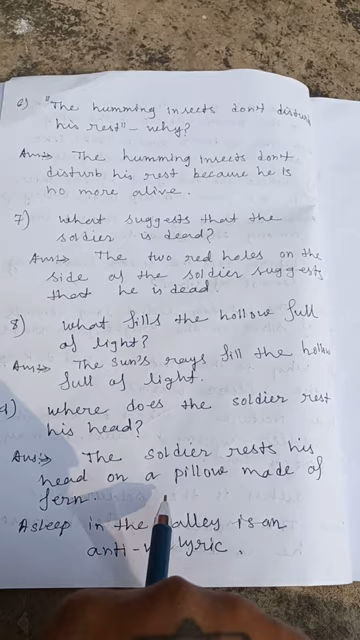 6) "The humming insects don't disturb
his rest" - why?
Ans:→ The humming insects don't
disturb his rest because he is
no more alive.
7) What suggests that the
soldier is dead?
Ans:→ The two red holes on the
side of the soldier suggests
that he is dead.
8) What fills the hollow full
of light?
Ans:→ The sun's rays fill the hollow
full of light.
where does the soldier rest
his head?
Ans:→ The soldier rests his
head on a pillow made of
fern.
Asleep in the valley is an
anti- lyric.